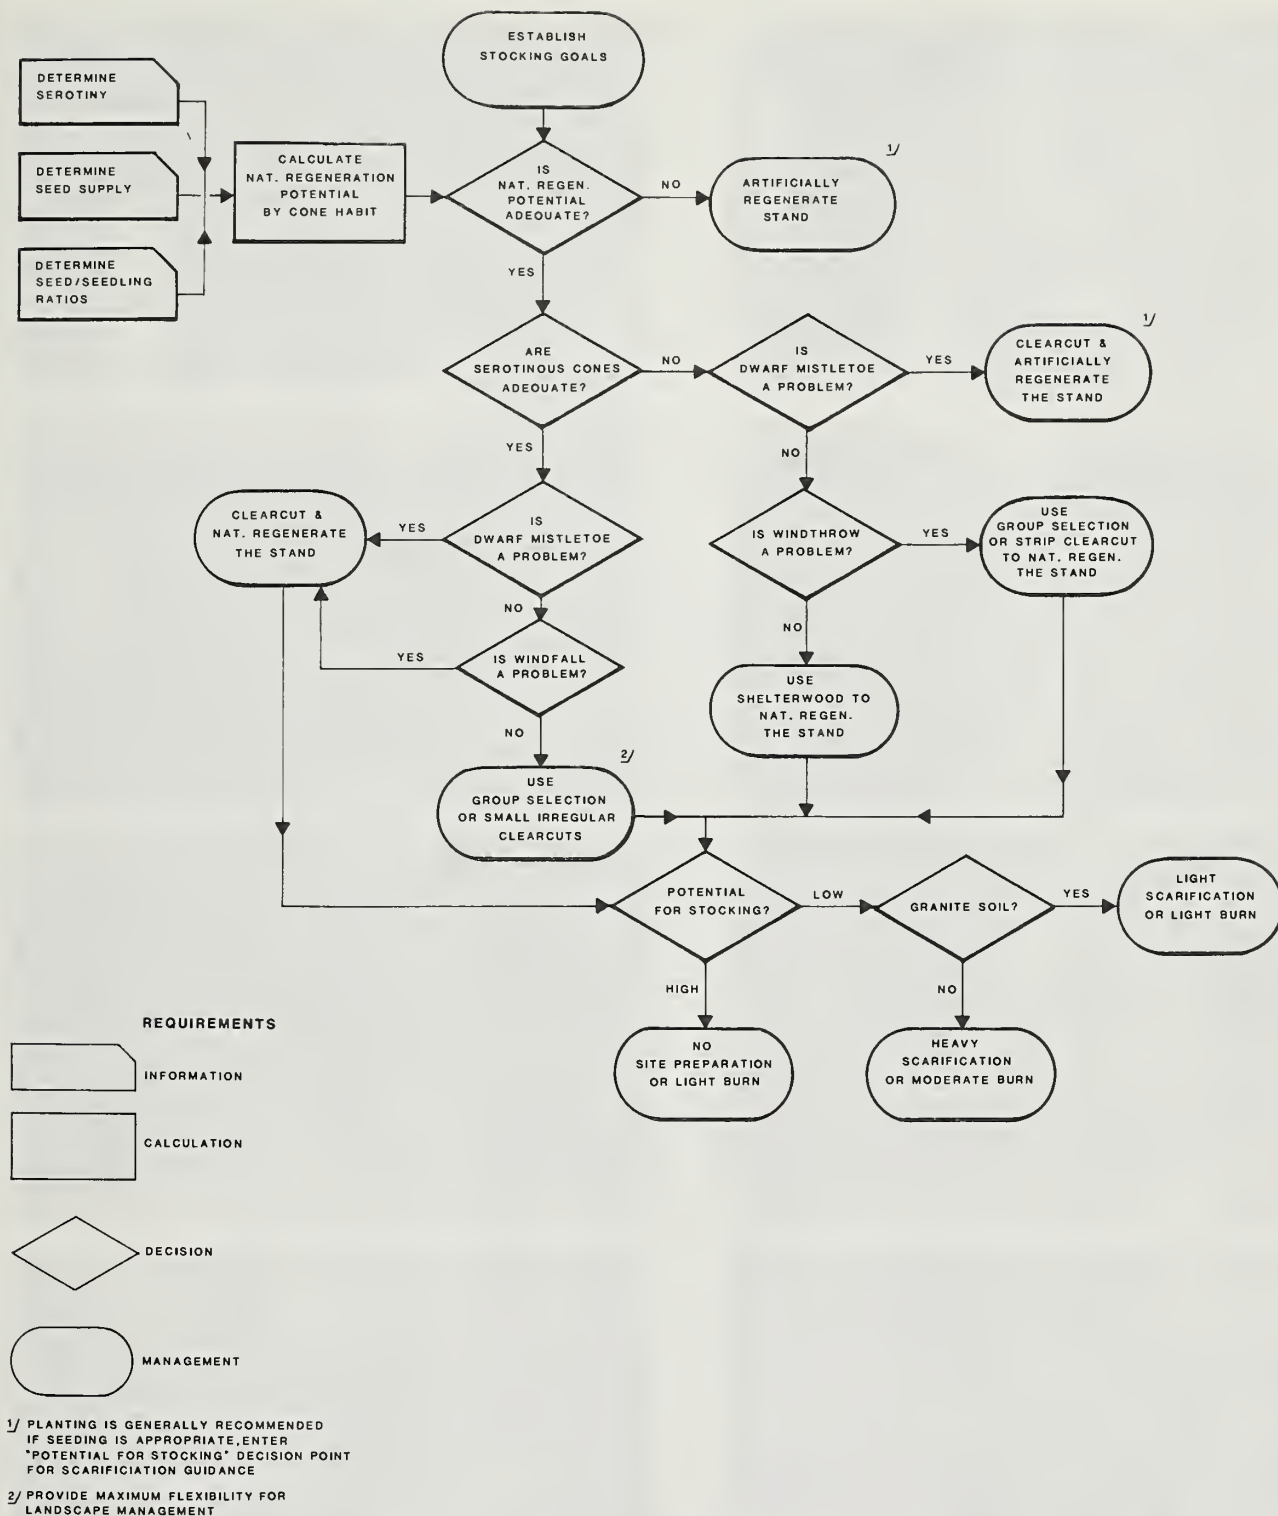 ESTABLISH
STOCKING GOALS
DETERMINE
SEROTINY
DETERMINE
SEED SUPPLY
DETERMINE
SEED/SEEDLING
RATIOS
CALCULATE
NAT. REGENERATION
POTENTIAL
BY CONE HABIT
IS
NAT. REGEN.
POTENTIAL
ADEQUATE?
NO
1/
ARTIFICIALLY
REGENERATE
STAND
YES
ARE
SEROTINOUS CONES
ADEQUATE?
NO
IS
DWARF MISTLETOE
A PROBLEM?
YES
1/
CLEARCUT &
ARTIFICIALLY
REGENERATE
THE STAND
YES
NO
CLEARCUT &
NAT. REGENERATE
THE STAND
YES
IS
DWARF MISTLETOE
A PROBLEM?
IS WINDTHROW
A PROBLEM?
YES
USE
GROUP SELECTION
OR STRIP CLEARCUT
TO NAT. REGEN.
THE STAND
NO
NO
YES
IS WINDFALL
A PROBLEM?
USE
SHELTERWOOD TO
NAT. REGEN.
THE STAND
NO
2/
USE
GROUP SELECTION
OR SMALL IRREGULAR
CLEARCUTS
POTENTIAL
FOR STOCKING?
LOW
GRANITE SOIL?
YES
LIGHT
SCARIFICATION
OR LIGHT BURN
HIGH
NO
NO
SITE PREPARATION
OR LIGHT BURN
HEAVY
SCARIFICATION
OR MODERATE BURN
REQUIREMENTS
INFORMATION
CALCULATION
DECISION
MANAGEMENT
1/ PLANTING IS GENERALLY RECOMMENDED
IF SEEDING IS APPROPRIATE, ENTER
"POTENTIAL FOR STOCKING" DECISION POINT
FOR SCARIFICIATION GUIDANCE
2/ PROVIDE MAXIMUM FLEXIBILITY FOR
LANDSCAPE MANAGEMENT